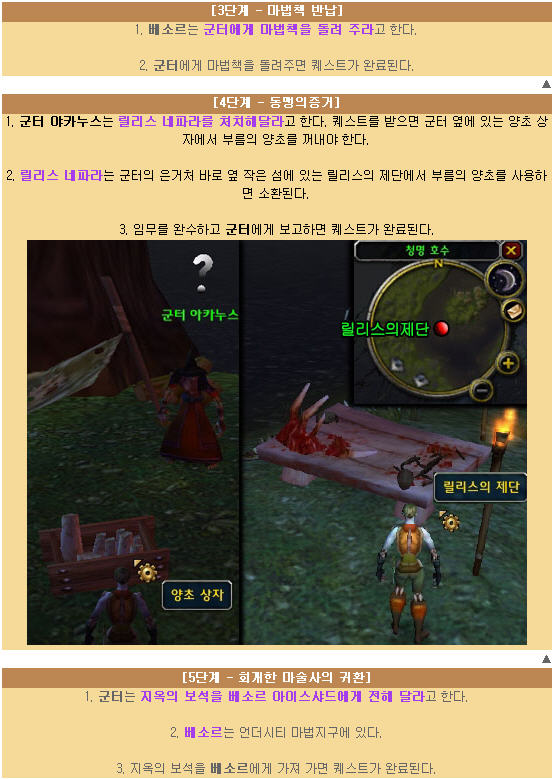 [3단계 - 마법책 반납]
1. 베소르는 군터에게 마법책을 돌려 주라고 한다.
2. 군터에게 마법책을 돌려주면 퀘스트가 완료된다.
▲
[4단계 - 동맹의증거]
1. 군터 아카누스는 릴리스 네파라를 처치해달라고 한다. 퀘스트를 받으면 군터 옆에 있는 양초 상
자에서 부름의 양초를 꺼내야 한다.
2. 릴리스 네파라는 군터의 은거처 바로 옆 작은 섬에 있는 릴리스의 제단에서 부름의 양초를 사용하
면 소환된다.
3. 임무를 완수하고 군터에게 보고하면 퀘스트가 완료된다.
군터 아카누스
양초 상자
청명 호수
N
릴리스의제단
릴리스의 제단
▲
[5단계 - 회개한 마술사의 귀환]
1. 군터는 지옥의 보석을 베소르 아이스샤드에게 전해 달라고 한다.
2. 베소르는 언더시티 마법지구에 있다.
3. 지옥의 보석을 베소르에게 가져 가면 퀘스트가 완료된다.